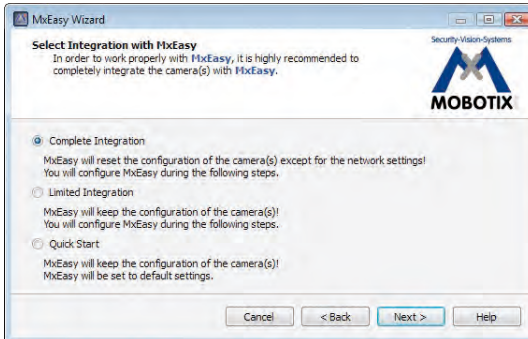 MxEasy Wizard
Select Integration with MxEasy
In order to work properly with MxEasy, it is highly recommended to
completely integrate the camera(s) with MxEasy.
Security-Vision-Systems
MOBOTIX
Complete Integration
MxEasy will reset the configuration of the camera(s) except for the network settings!
You will configure MxEasy during the following steps.
Limited Integration
MxEasy will keep the configuration of the camera(s)!
You will configure MxEasy during the following steps.
Quick Start
MxEasy will keep the configuration of the camera(s)!
MxEasy will be set to default settings.
Cancel
< Back
Next >
Help